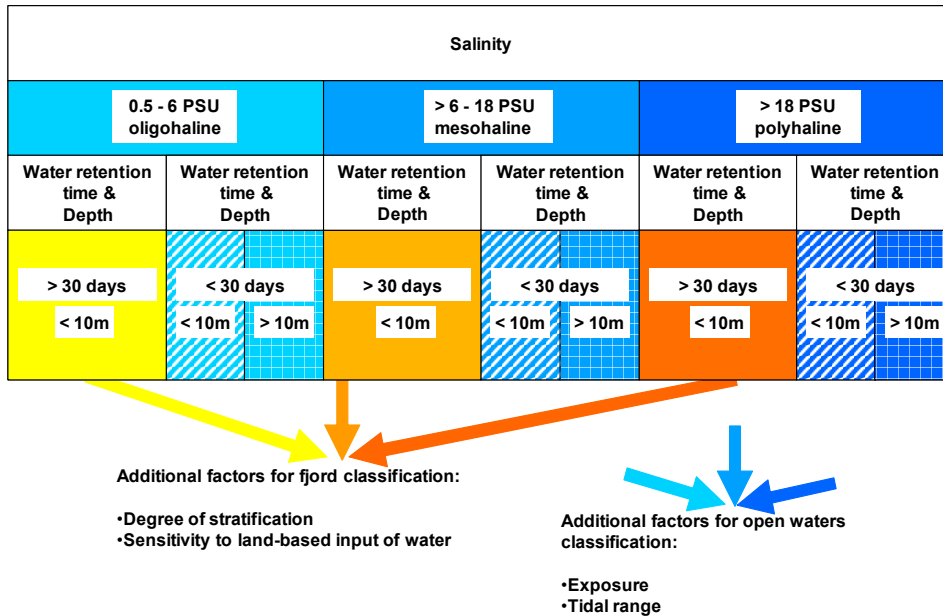 Salinity
0.5 - 6 PSU
oligohaline
> 6 - 18 PSU
mesohaline
> 18 PSU
polyhaline
Water retention
time &
Depth
Water retention
time &
Depth
Water retention
time &
Depth
Water retention
time &
Depth
Water retention
time &
Depth
Water retention
time &
Depth
> 30 days
< 10m
< 30 days
< 10m
> 10m
> 30 days
< 10m
< 30 days
< 10m
> 10m
> 30 days
< 10m
< 30 days
< 10m
> 10m
Additional factors for fjord classification:
•Degree of stratification
•Sensitivity to land-based input of water
Additional factors for open waters
classification:
•Exposure
•Tidal range